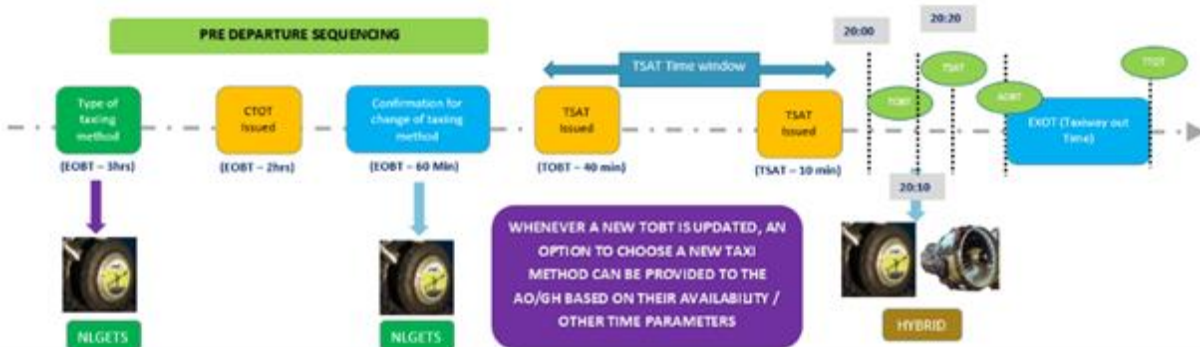 PRE DEPARTURE SEQUENCING
20:00
20:20
TSAT Time window
Type of
taxiing
method
CTOT
Issued
Confirmation for
change of taxiing
method
TSAT
Issued
TSAT
Issued
TOBT
TSAT
AOBT
TTOT
EXOT (Taxiway out
Time)
(EOBT – 3hrs)
(EOBT – 2hrs)
(EOBT – 60 Min)
(TOBT – 40 min)
(TSAT – 10 min)
20:10
WHENEVER A NEW TOBT IS UPDATED, AN
OPTION TO CHOOSE A NEW TAXI
METHOD CAN BE PROVIDED TO THE
AO/GH BASED ON THEIR AVAILABILITY /
OTHER TIME PARAMETERS
NLGETS
NLGETS
HYBRID